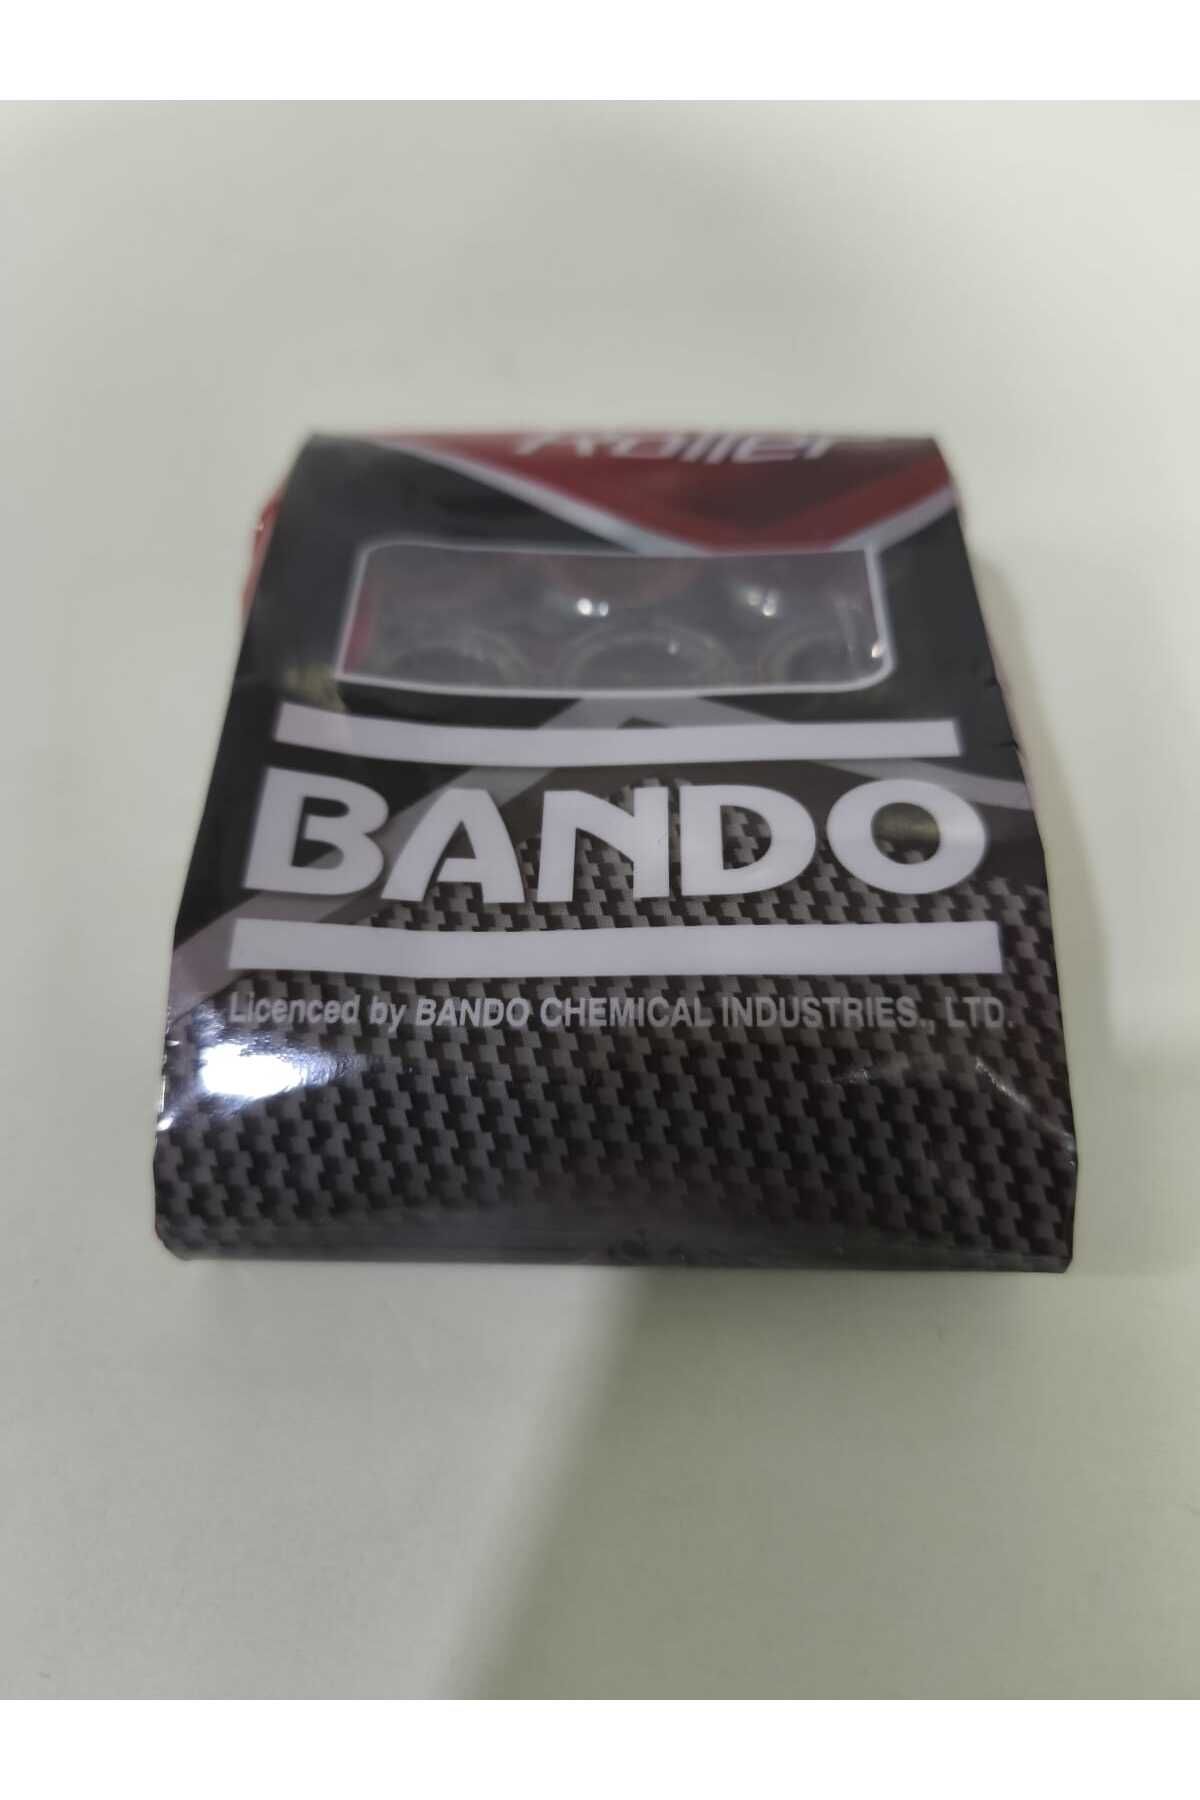 Roller
BANDO
Licenced by BANDO CHEMICAL INDUSTRIES., LTD.